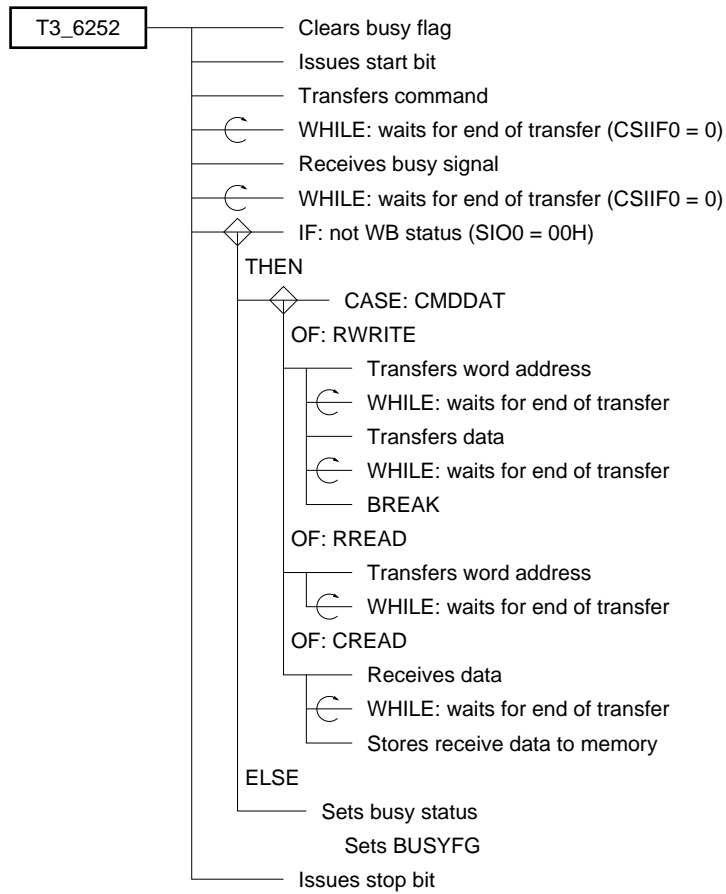 T3_6252
Clears busy flag
Issues start bit
Transfers command
WHILE: waits for end of transfer (CSIIF0 = 0)
Receives busy signal
WHILE: waits for end of transfer (CSIIF0 = 0)
IF: not WB status (SIO0 = 00H)
THEN
CASE: CMDDAT
OF: RWRITE
Transfers word address
WHILE: waits for end of transfer
Transfers data
WHILE: waits for end of transfer
BREAK
OF: RREAD
Transfers word address
WHILE: waits for end of transfer
OF: CREAD
Receives data
WHILE: waits for end of transfer
Stores receive data to memory
ELSE
Sets busy status
Sets BUSYFG
Issues stop bit